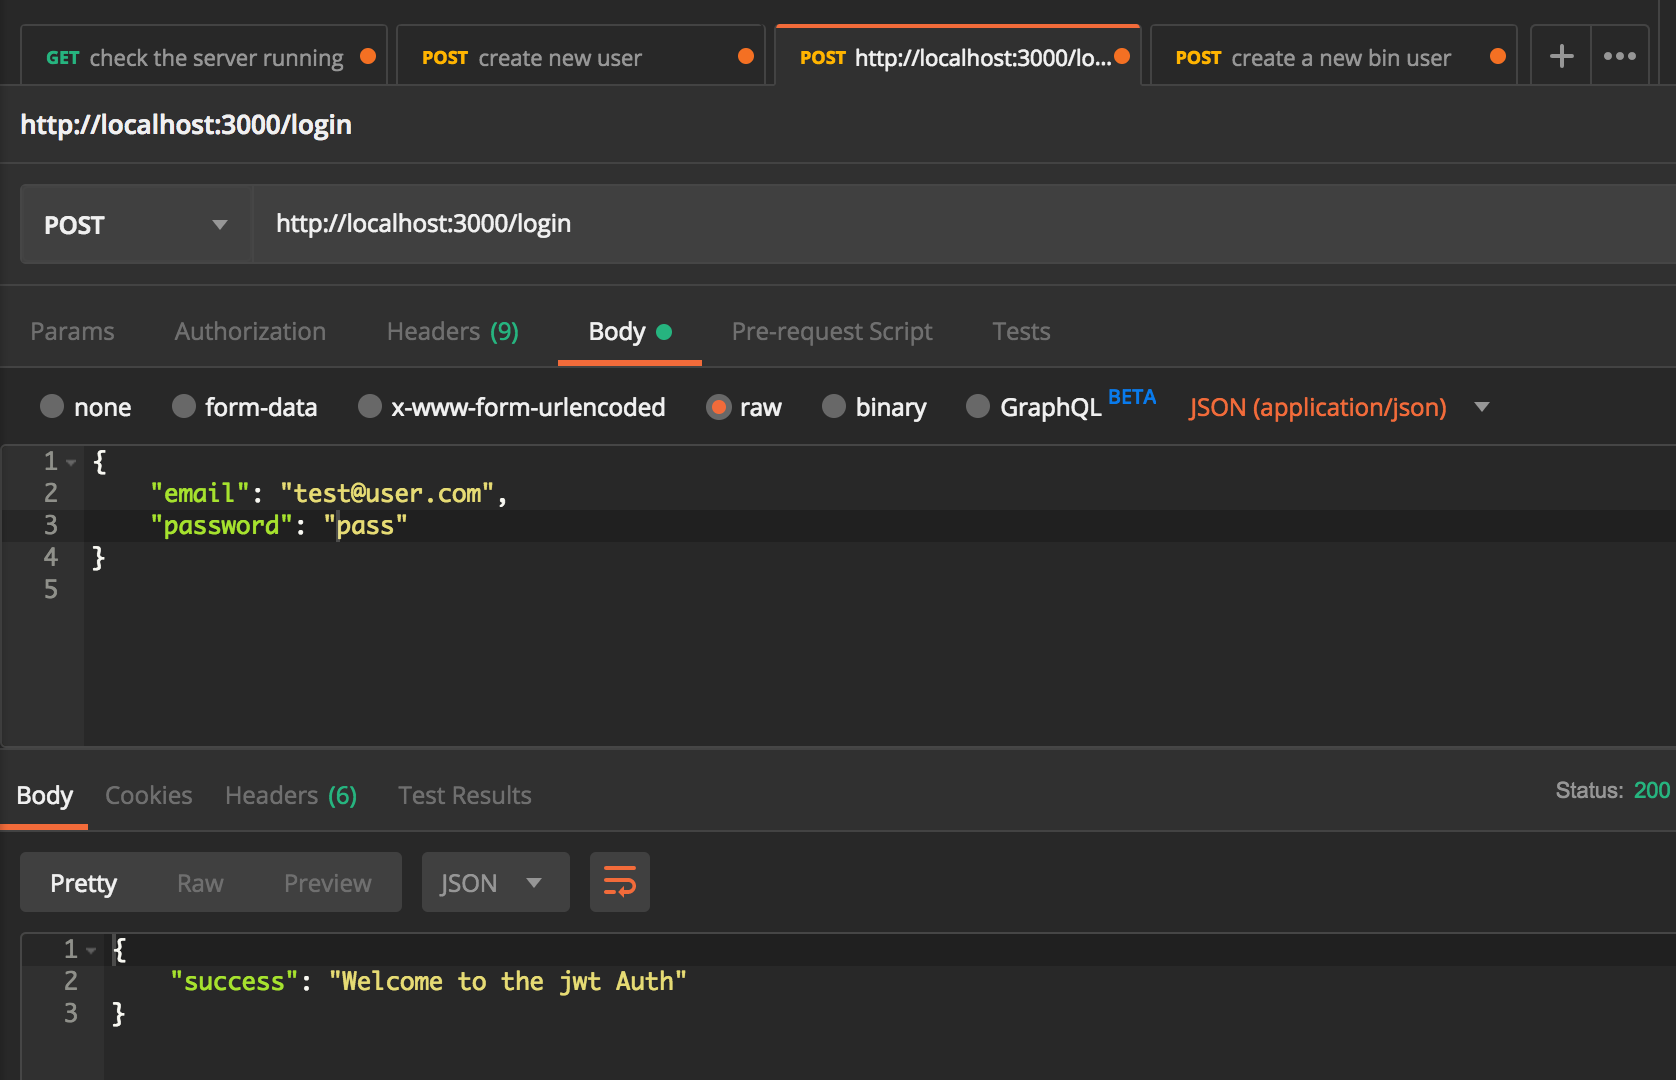 GET check the server running POST create new user POST http://localhost:3000/lo... POST create a new bin user
http://localhost:3000/login
POST http://localhost:3000/login
Params Authorization Headers (9) Body Pre-request Script Tests
none form-data x-www-form-urlencoded raw binary GraphQL BETA JSON (application/json)
1 {
2 "email": "test@user.com",
3 "password": "pass"
4 }
5
Body Cookies Headers (6) Test Results Status: 200
Pretty Raw Preview JSON
1 {
2 "success": "Welcome to the jwt Auth"
3 }